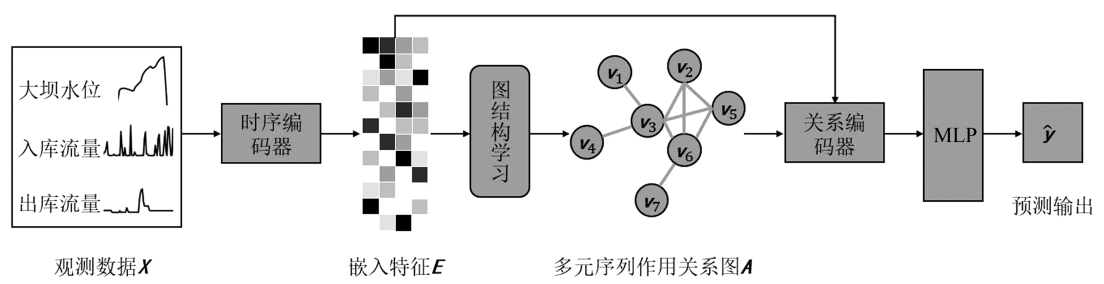 大坝水位
入库流量
出库流量
观测数据X
时序编
码器
嵌入特征E
图结构学习
v1
v2
v3
v4
v5
v6
v7
多元序列作用关系图A
关系编
码器
MLP
ŷ
预测输出